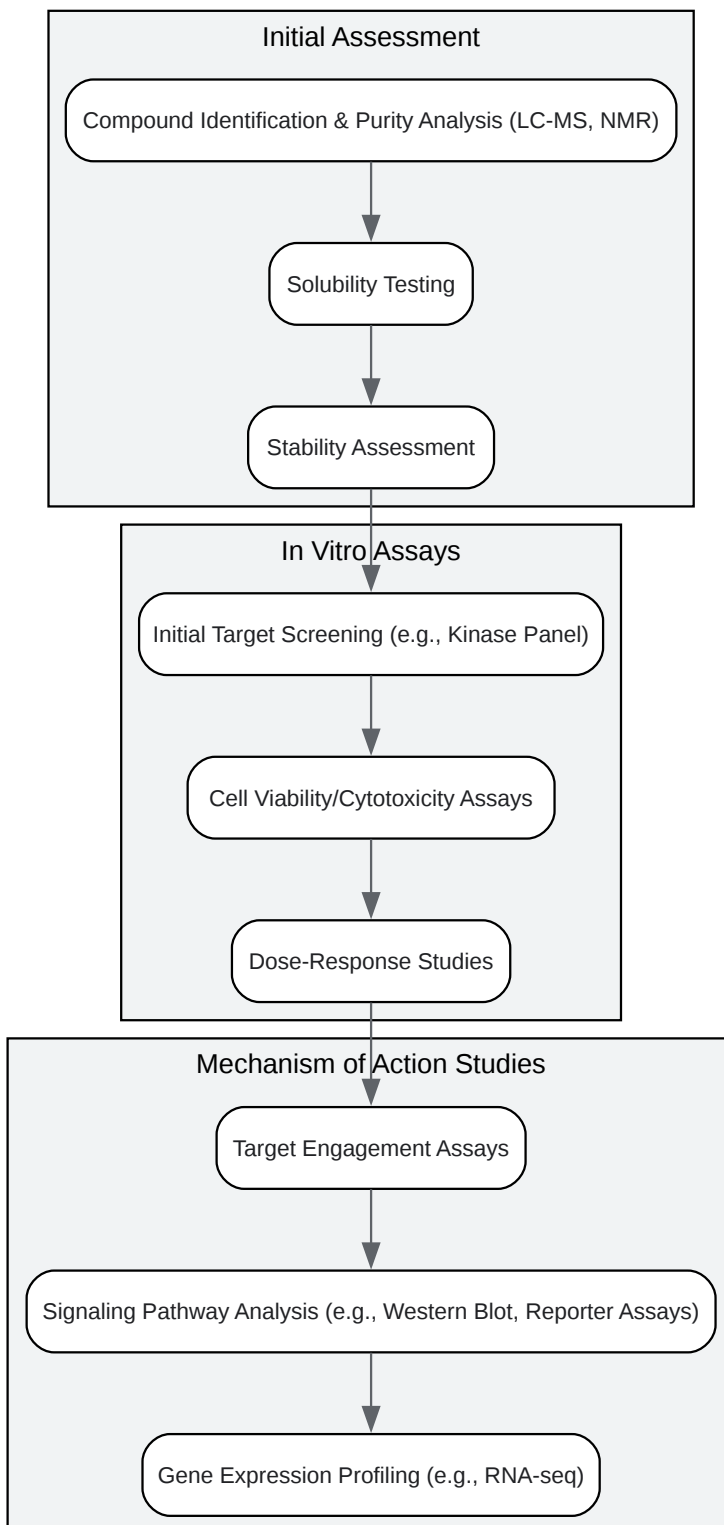 Initial Assessment
Compound Identification & Purity Analysis (LC-MS, NMR)
Solubility Testing
Stability Assessment
In Vitro Assays
Initial Target Screening (e.g., Kinase Panel)
Cell Viability/Cytotoxicity Assays
Dose-Response Studies
Mechanism of Action Studies
Target Engagement Assays
Signaling Pathway Analysis (e.g., Western Blot, Reporter Assays)
Gene Expression Profiling (e.g., RNA-seq)